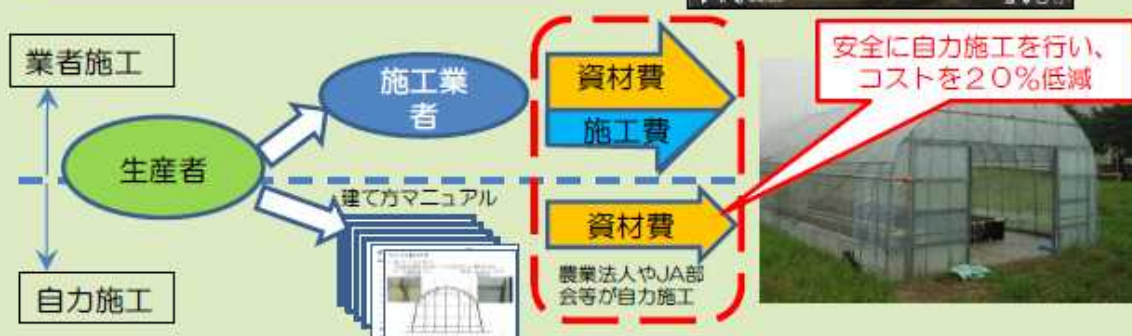 業者施工
施工業
者
資材費
施工費
安全に自力施工を行い、
コストを20%低減
生産者
建て方マニュアル
資材費
農業法人やJA部
会等が自力施工
自力施工